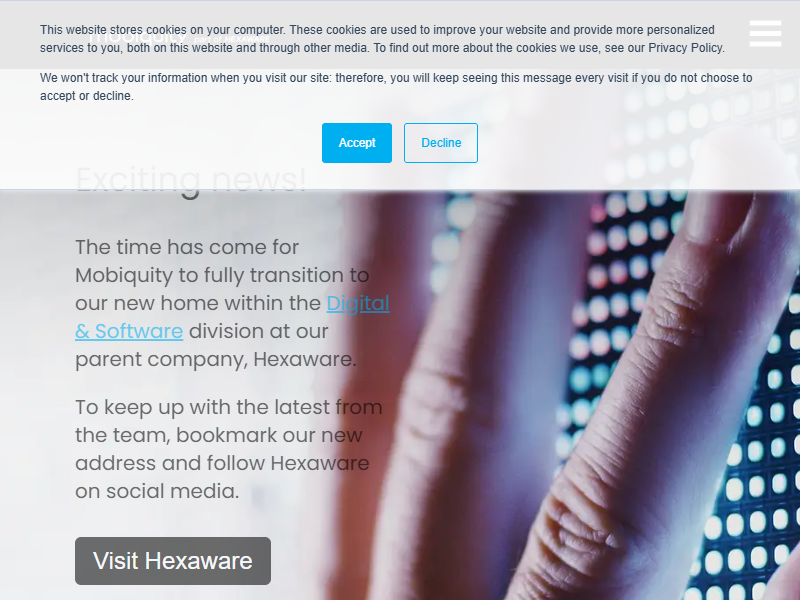 This website stores cookies on your computer. These cookies are used to improve your website and provide more personalized
services to you, both on this website and through other media. To find out more about the cookies we use, see our Privacy Policy.
We won't track your information when you visit our site: therefore, you will keep seeing this message every visit if you do not choose to
accept or decline.
Accept
Decline
Exciting news!
The time has come for
Mobiquity to fully transition to
our new home within the Digital
& Software division at our
parent company, Hexaware.
To keep up with the latest from
the team, bookmark our new
address and follow Hexaware
on social media.
Visit Hexaware